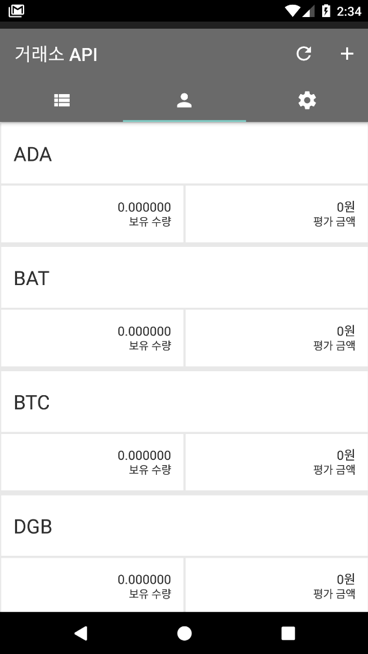 2:34
거래소 API
ADA
0.000000
보유 수량
0원
평가 금액
BAT
0.000000
보유 수량
0원
평가 금액
BTC
0.000000
보유 수량
0원
평가 금액
DGB
0.000000
보유 수량
0원
평가 금액